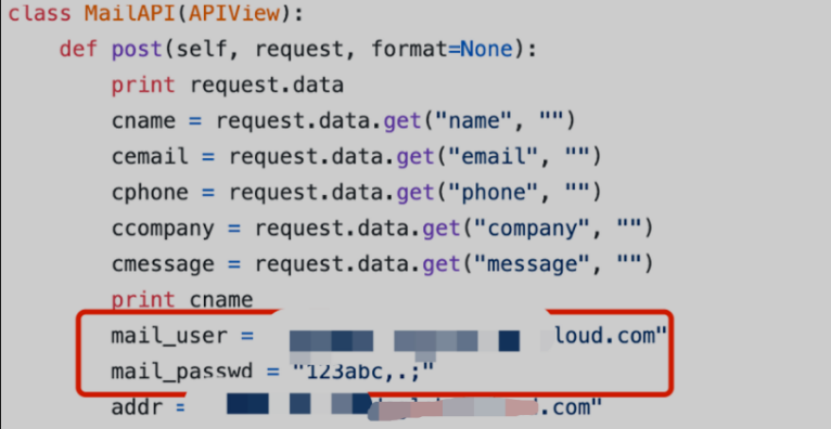 class MailAPI(APIView):
    def post(self, request, format=None):
        print request.data
        cname = request.data.get("name", "")
        cemail = request.data.get("email", "")
        cphone = request.data.get("phone", "")
        ccompany = request.data.get("company", "")
        cmessage = request.data.get("message", "")
        print cname
        mail_user = loud.com"
        mail_passwd = "123abc,.;"
        addr = .com"